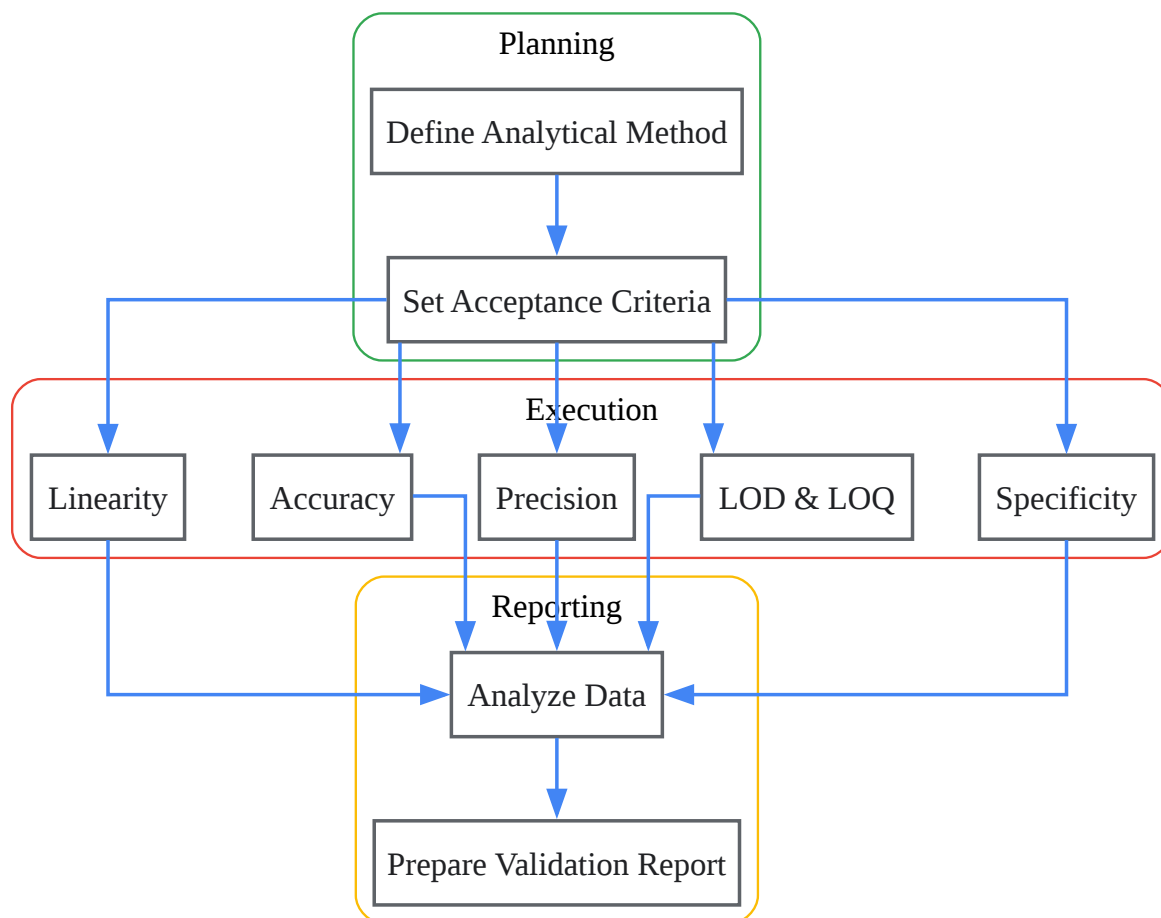 Planning
Define Analytical Method
Set Acceptance Criteria
Execution
Linearity
Accuracy
Precision
LOD & LOQ
Specificity
Reporting
Analyze Data
Prepare Validation Report